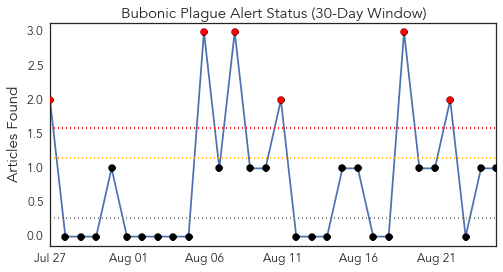 Bubonic Plague Alert Status (30-Day Window)
Articles Found
3.0
2.5
2.0
1.5
1.0
0.5
0.0
Jul 27 Aug 01 Aug 06 Aug 11 Aug 16 Aug 21